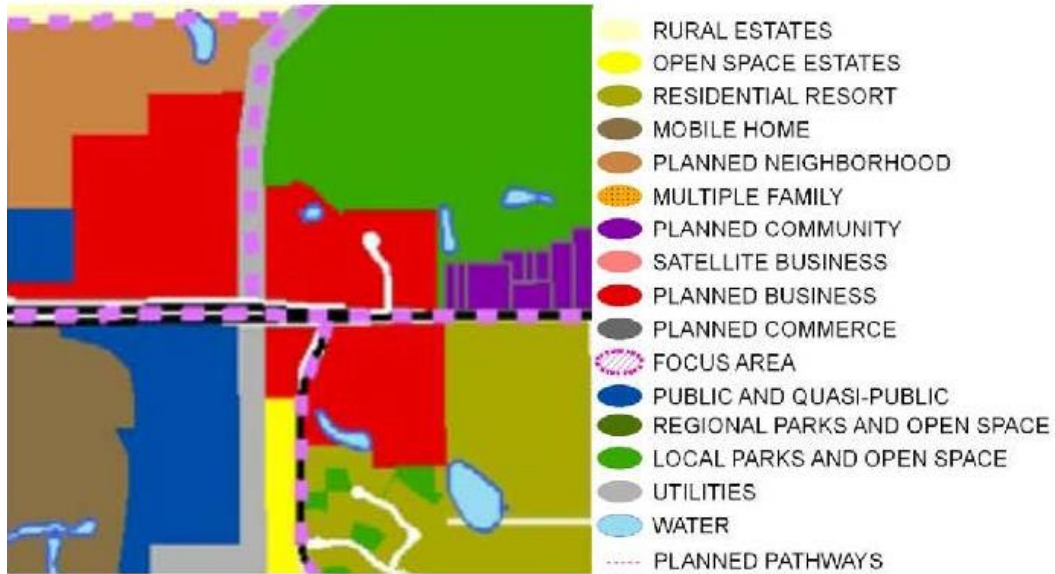 RURAL ESTATES
OPEN SPACE ESTATES
RESIDENTIAL RESORT
MOBILE HOME
PLANNED NEIGHBORHOOD
MULTIPLE FAMILY
PLANNED COMMUNITY
SATELLITE BUSINESS
PLANNED BUSINESS
PLANNED COMMERCE
FOCUS AREA
PUBLIC AND QUASI-PUBLIC
REGIONAL PARKS AND OPEN SPACE
LOCAL PARKS AND OPEN SPACE
UTILITIES
WATER
PLANNED PATHWAYS